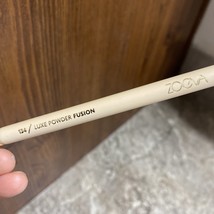 134 / LUXE POWDER FUSION
ZOEVA